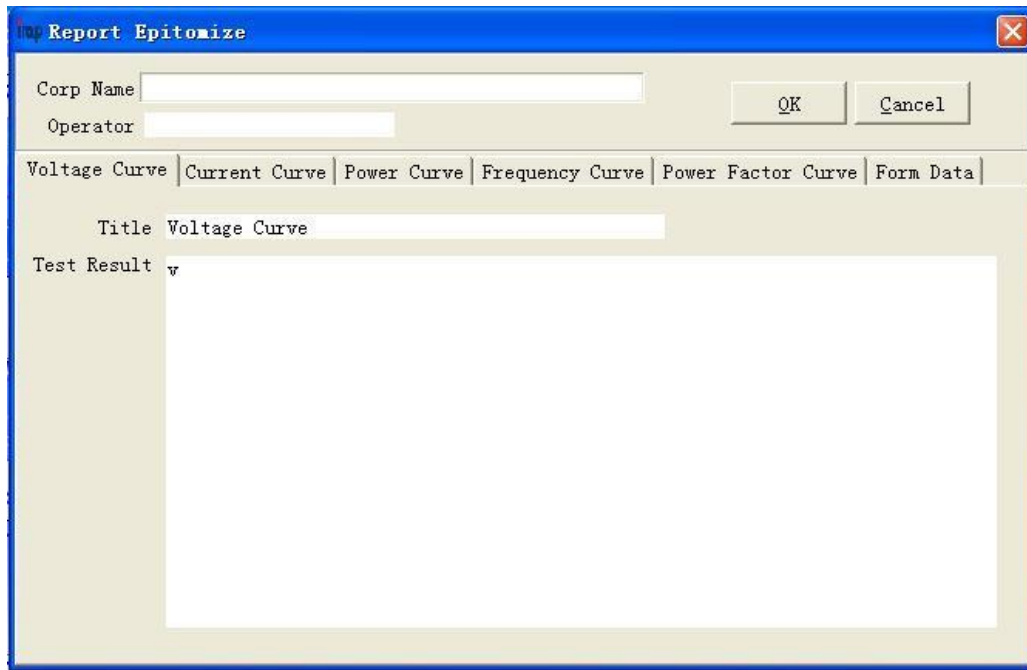 Report Epitomize
Corp Name
OK
Cancel
Operator
Voltage Curve
Current Curve
Power Curve
Frequency Curve
Power Factor Curve
Form Data
Title
Voltage Curve
Test Result
v